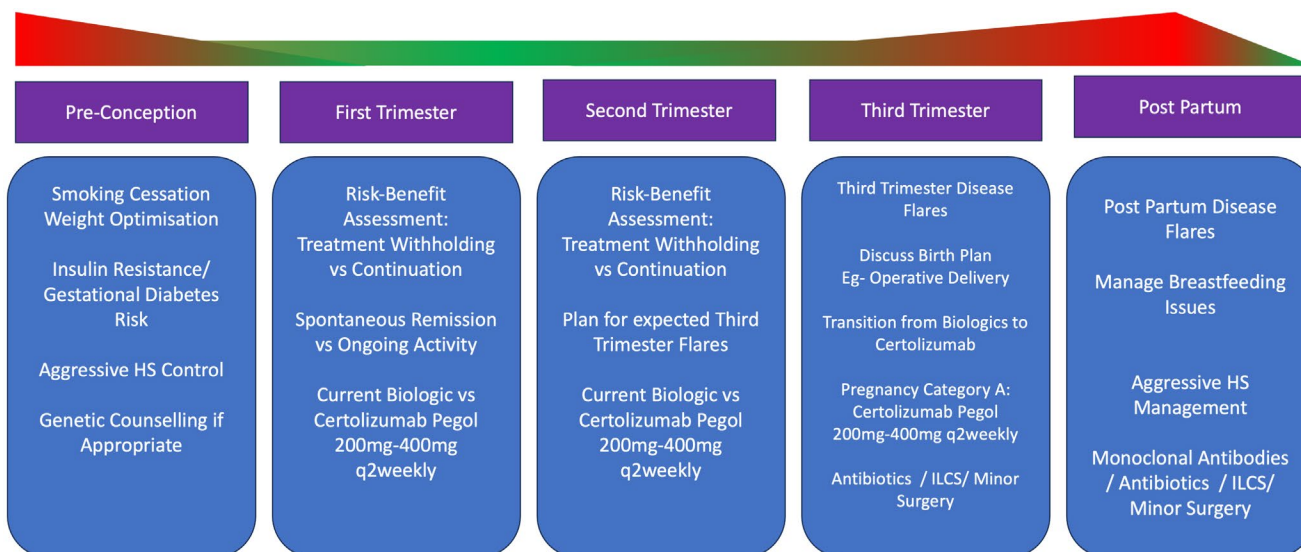 Pre-Conception
First Trimester
Second Trimester
Third Trimester
Post Partum
Smoking Cessation
Weight Optimisation
Insulin Resistance/
Gestational Diabetes
Risk
Aggressive HS Control
Genetic Counselling if
Appropriate
Risk-Benefit
Assessment:
Treatment Withholding
vs Continuation
Spontaneous Remission
vs Ongoing Activity
Current Biologic vs
Certolizumab Pegol
200mg-400mg
q2weekly
Risk-Benefit
Assessment:
Treatment Withholding
vs Continuation
Plan for expected Third
Trimester Flares
Current Biologic vs
Certolizumab Pegol
200mg-400mg
q2weekly
Third Trimester Disease
Flares
Discuss Birth Plan
Eg- Operative Delivery
Transition from Biologics to
Certolizumab
Pregnancy Category A:
Certolizumab Pegol
200mg-400mg q2weekly
Antibiotics / ILCS/ Minor
Surgery
Post Partum Disease
Flares
Manage Breastfeeding
Issues
Aggressive HS
Management
Monoclonal Antibodies
/ Antibiotics / ILCS/
Minor Surgery